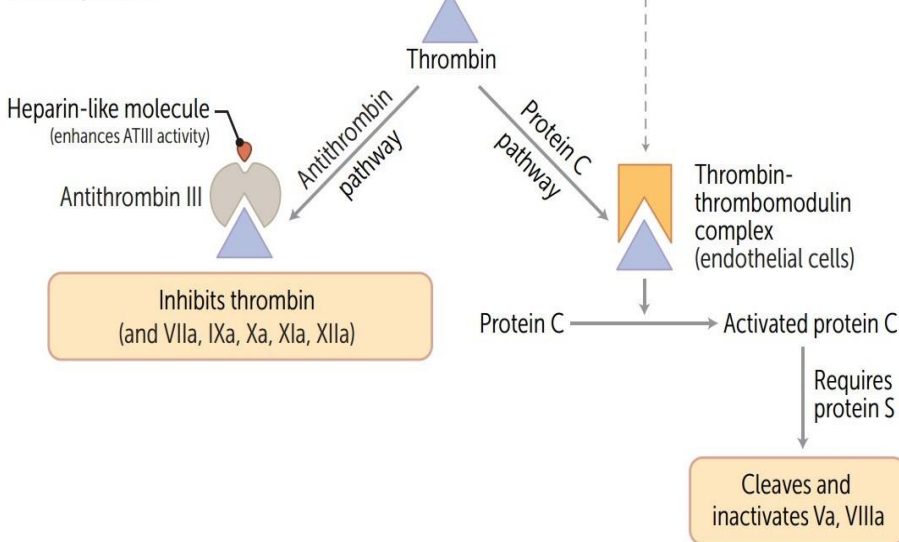 Thrombin
Heparin-like molecule
(enhances ATIII activity)
Antithrombin
pathway
Protein C
pathway
Antithrombin III
Thrombin-
thrombomodulin
complex
(endothelial cells)
Inhibits thrombin
(and VIIa, IXa, Xa, XIa, XIIa)
Protein C
Activated protein C
Requires
protein S
Cleaves and
inactivates Va, VIIIa